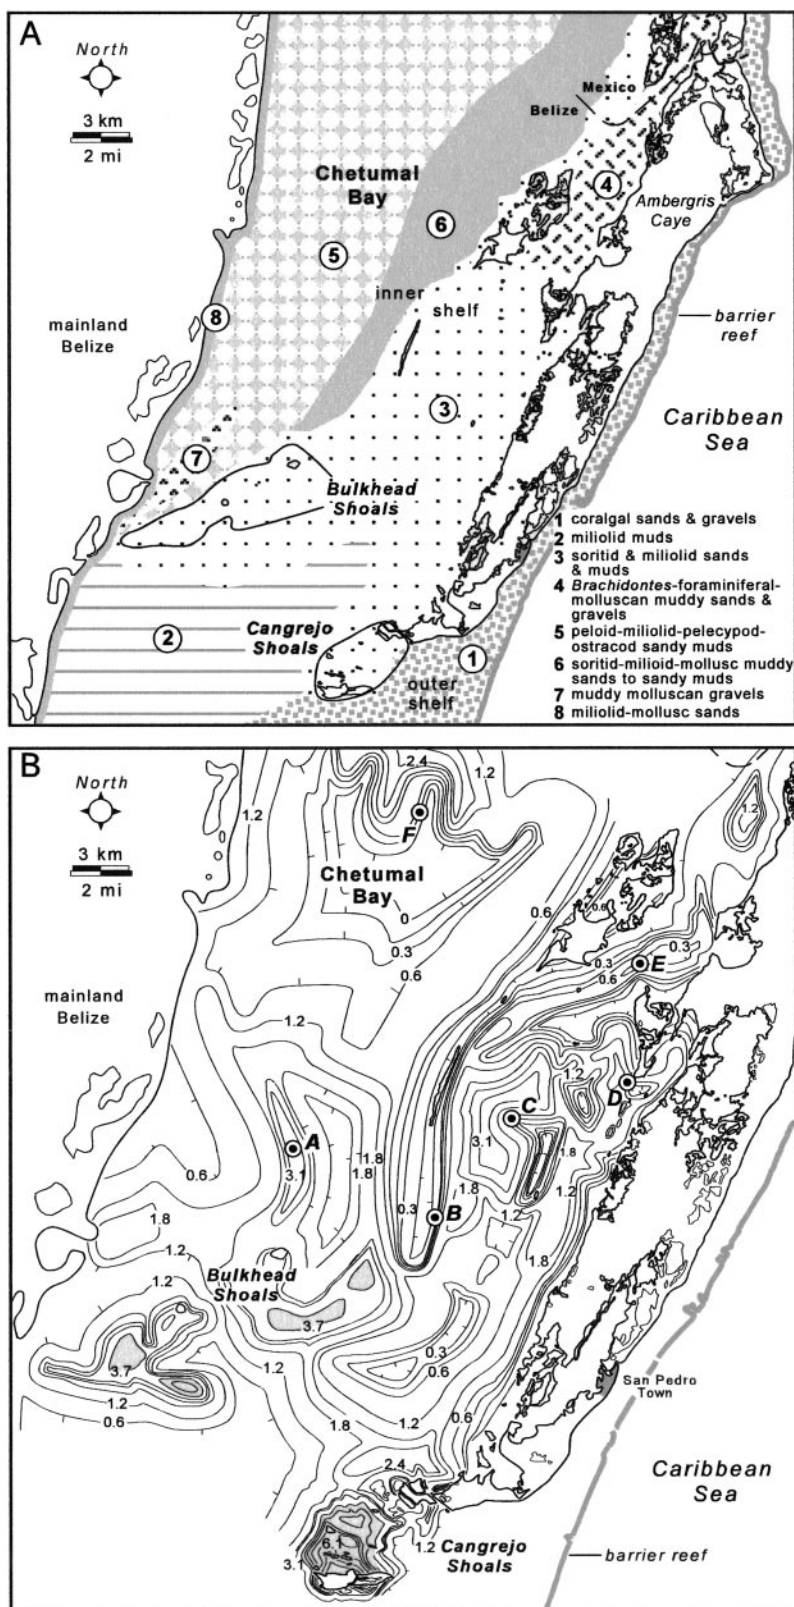 A
North
3 km
2 mi
Mexico
Belize
Chetumal
Bay
4
Ambergris
Caye
6
5
inner
shelf
8
mainland
Belize
barrier
reef
3
Caribbean
Sea
7
Bulkhead
Shoals
1 coralgal sands & gravels
2 miliolid muds
3 soritid & miliolid sands
& muds
4 Brachidontes-foraminiferal-
molluscan muddy sands &
gravels
5 peloid-miliolid-pelecypod-
ostracod sandy muds
6 soritid-milioid-mollusc muddy
sands to sandy muds
7 muddy molluscan gravels
8 miliolid-mollusc sands
2
Cangrejo
Shoals
1
outer
shelf
B
North
3 km
2 mi
2.4
1.2
1.2
1.2
F
Chetumal
Bay
0.6
0
0.3
0.6
0.6
0.3
0.3
E
0.6
mainland
Belize
1.2
1.2
D
C
A
3.1
3.1
1.8
1.8
1.8
0.6
1.2
0.3
B
1.8
1.2
1.8
1.8
1.2
1.2
Bulkhead
Shoals
3.7
3.7
0.3
0.6
1.2
1.2
0.6
1.8
1.2
0.6
San Pedro
Town
2.4
Caribbean
Sea
6.1
3.1
1.2
Cangrejo
Shoals
barrier reef